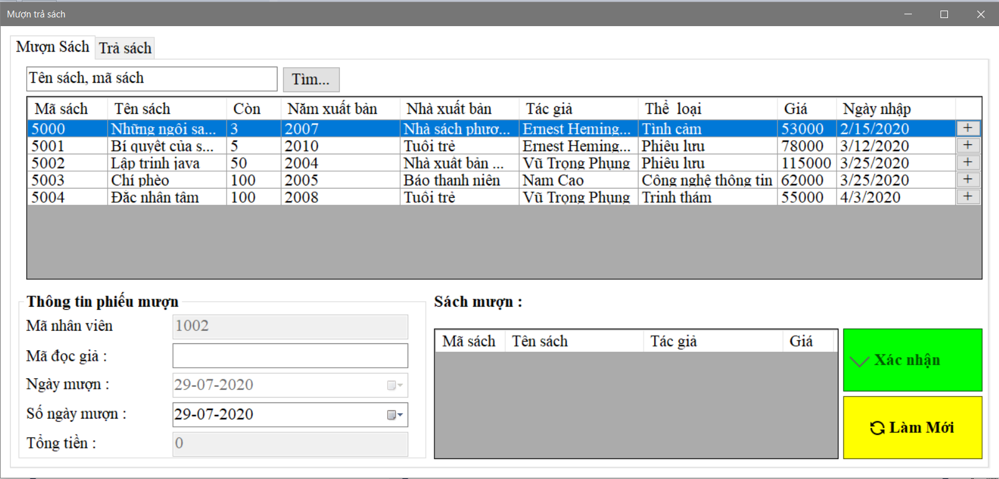 Mượn trả sách
Mượn Sách Trả sách
Tên sách, mã sách Tìm...
Mã sách Tên sách Còn Năm xuất bản Nhà xuất bản Tác giả Thể loại Giá Ngày nhập
5000 Những ngôi sa... 3 2007 Nhà sách phươ... Ernest Heming... Tình cảm 53000 2/15/2020 +
5001 Bí quyết của s... 5 2010 Tuổi trẻ Ernest Heming... Phiêu lưu 78000 3/12/2020 +
5002 Lập trinh java 50 2004 Nhà xuất bản ... Vũ Trọng Phụng Phiêu lưu 115000 3/25/2020 +
5003 Chí phèo 100 2005 Báo thanh niên Nam Cao Công nghệ thông tin 62000 3/25/2020 +
5004 Đắc nhân tâm 100 2008 Tuổi trẻ Vũ Trọng Phụng Trinh thám 55000 4/3/2020 +
Thông tin phiếu mượn
Mã nhân viên 1002
Mã đọc giả :
Ngày mượn : 29-07-2020
Số ngày mượn : 29-07-2020
Tổng tiền : 0
Sách mượn :
Mã sách Tên sách Tác giả Giá
Xác nhận
Làm Mới